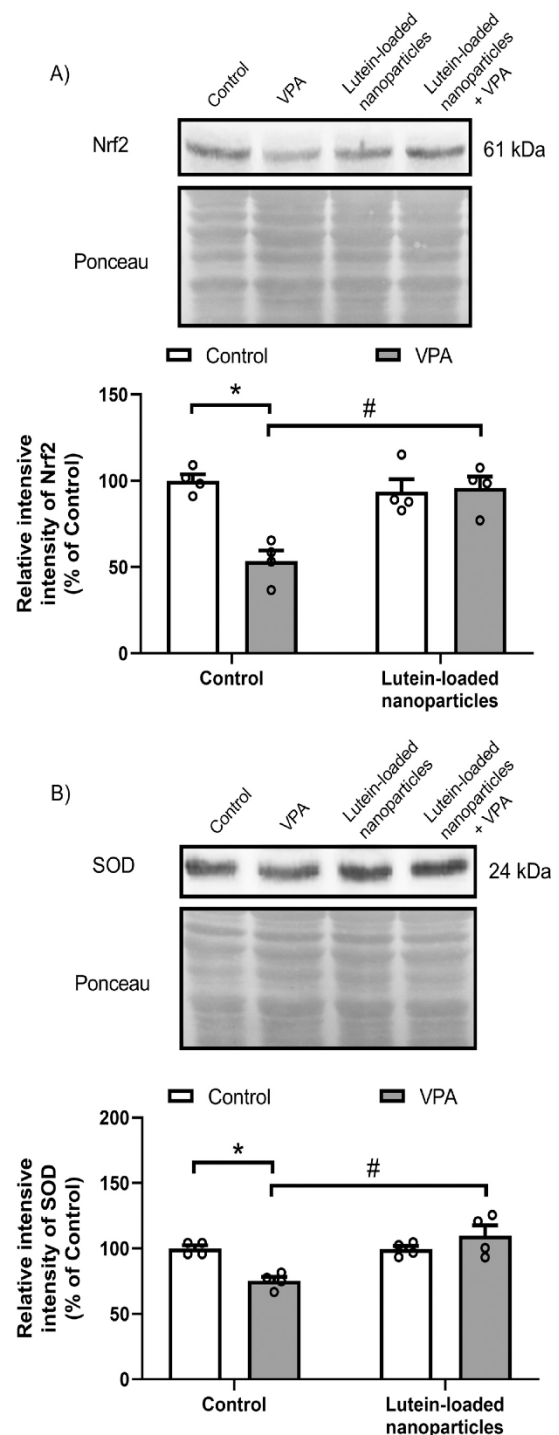 A)
Control
VPA
Lutein-loaded
nanoparticles
Lutein-loaded
nanoparticles
+ VPA
Nrf2
61 kDa
Ponceau
Control
VPA
Relative intensive
intensity of Nrf2
(% of Control)
150
100
50
0
*
#
Control
Lutein-loaded
nanoparticles
B)
Control
VPA
Lutein-loaded
nanoparticles
Lutein-loaded
nanoparticles
+ VPA
SOD
24 kDa
Ponceau
Control
VPA
Relative intensive
intensity of SOD
(% of Control)
200
150
100
50
0
*
#
Control
Lutein-loaded
nanoparticles